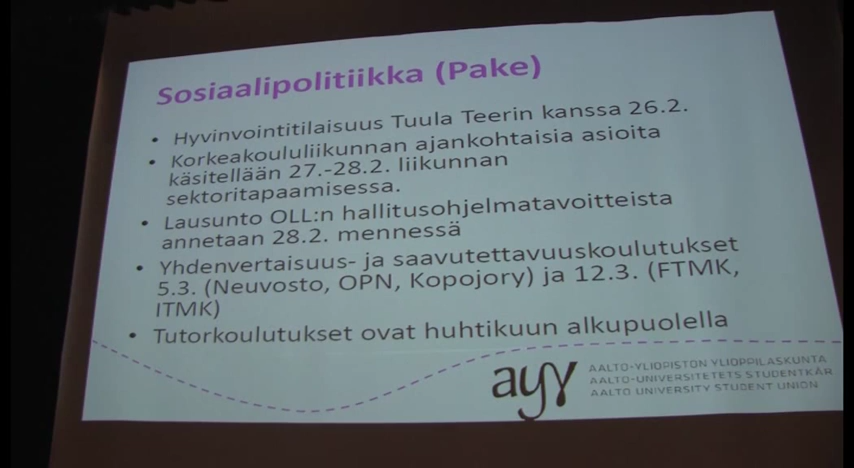 Sosiaalipolitiikka (Pake)
• Hyvinvointitilaisuus Tuula Teerin kanssa 26.2.
• Korkeakoululiikunnan ajankohtaisia asioita
käsitellään 27.-28.2. liikunnan
sektoritapaamisessa.
• Lausunto OLL:n hallitusohjelmatavoitteista
annetaan 28.2. mennessä
• Yhdenvertaisuus- ja saavutettavuuskoulutukset
5.3. (Neuvosto, OPN, Kopojory) ja 12.3. (FTMK,
ITMK)
• Tutorkoulutukset ovat huhtikuun alkupuolella
ayy
AALTO-YLIOPISTON YLIOPPILASKUNTA
AALTO-UNIVERSITETETS STUDENTKÅR
AALTO UNIVERSITY STUDENT UNION